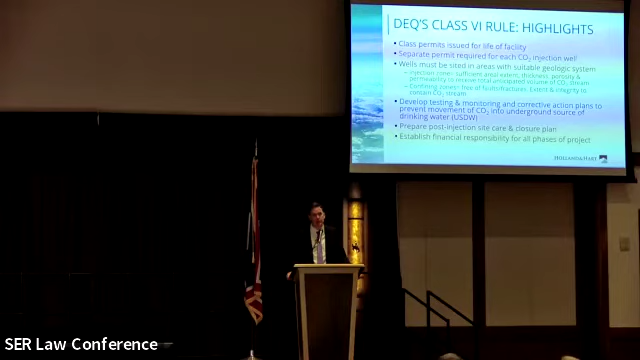 DEQ'S CLASS VI RULE: HIGHLIGHTS
• Class permits issued for life of facility
• Separate permit required for each CO2 injection well
• Wells must be sited in areas with suitable geologic system
– Injection zones: sufficient areal extent, thickness, porosity &
permeability to receive total anticipated volume of CO2 stream
– Confining zones: free of faults/fractures. Extent & integrity to
contain CO2 stream
• Develop testing & monitoring and corrective action plans to
prevent movement of CO2 into underground source of
drinking water (USDW)
• Prepare post-injection site care & closure plan
• Establish financial responsibility for all phases of project
HOLLAND & HART
SER Law Conference